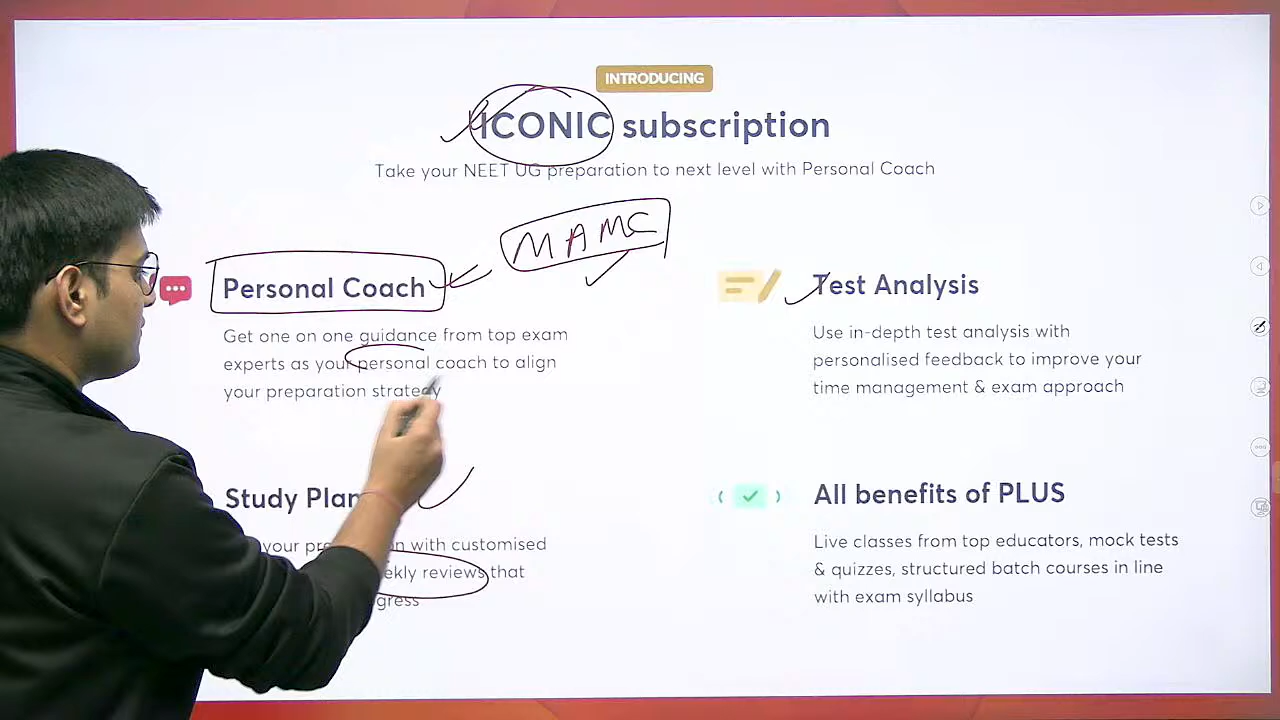 INTRODUCING
ICONIC subscription
Take your NEET UG preparation to next level with Personal Coach
MAMC
Personal Coach
Get one on one guidance from top exam
experts as your personal coach to align
your preparation strategy
Test Analysis
Use in-depth test analysis with
personalised feedback to improve your
time management & exam approach
Study Plan
your with customised
reviews that
All benefits of PLUS
Live classes from top educators, mock tests
& quizzes, structured batch courses in line
with exam syllabus